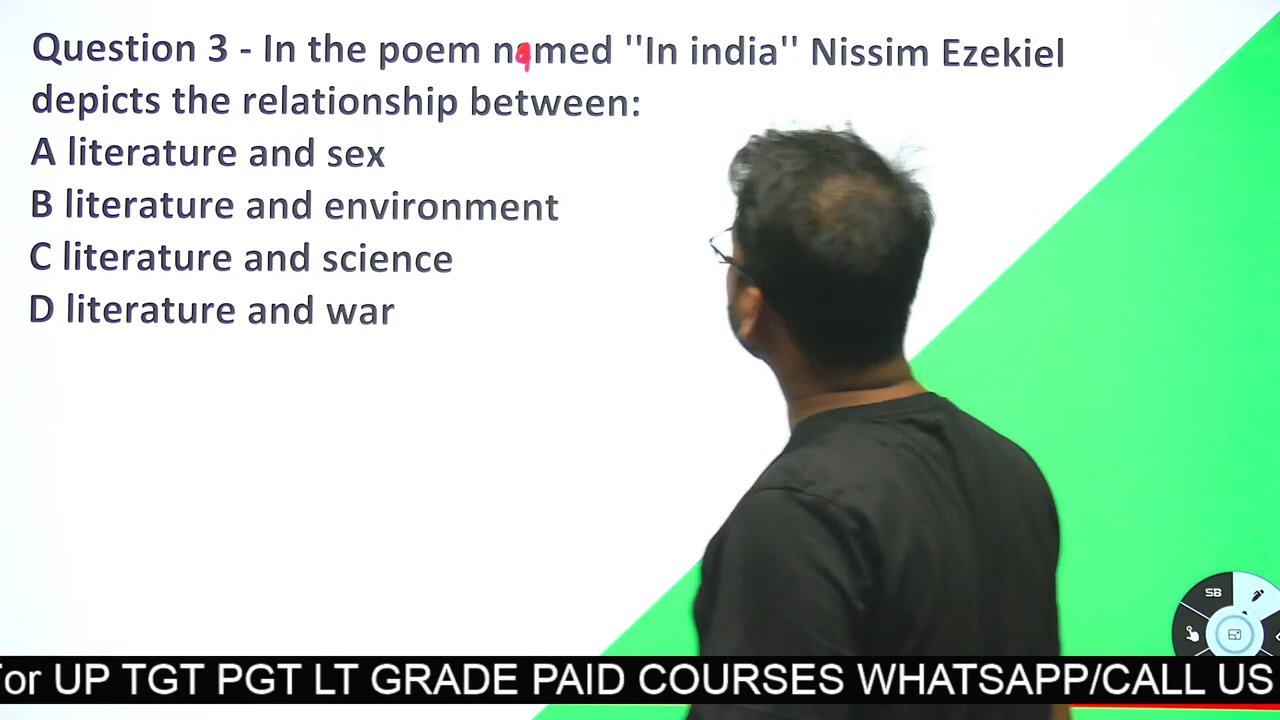 Question 3 - In the poem named "In india" Nissim Ezekiel
depicts the relationship between:
A literature and sex
B literature and environment
C literature and science
D literature and war
SB
For UP TGT PGT LT GRADE PAID COURSES WHATSAPP/CALL US